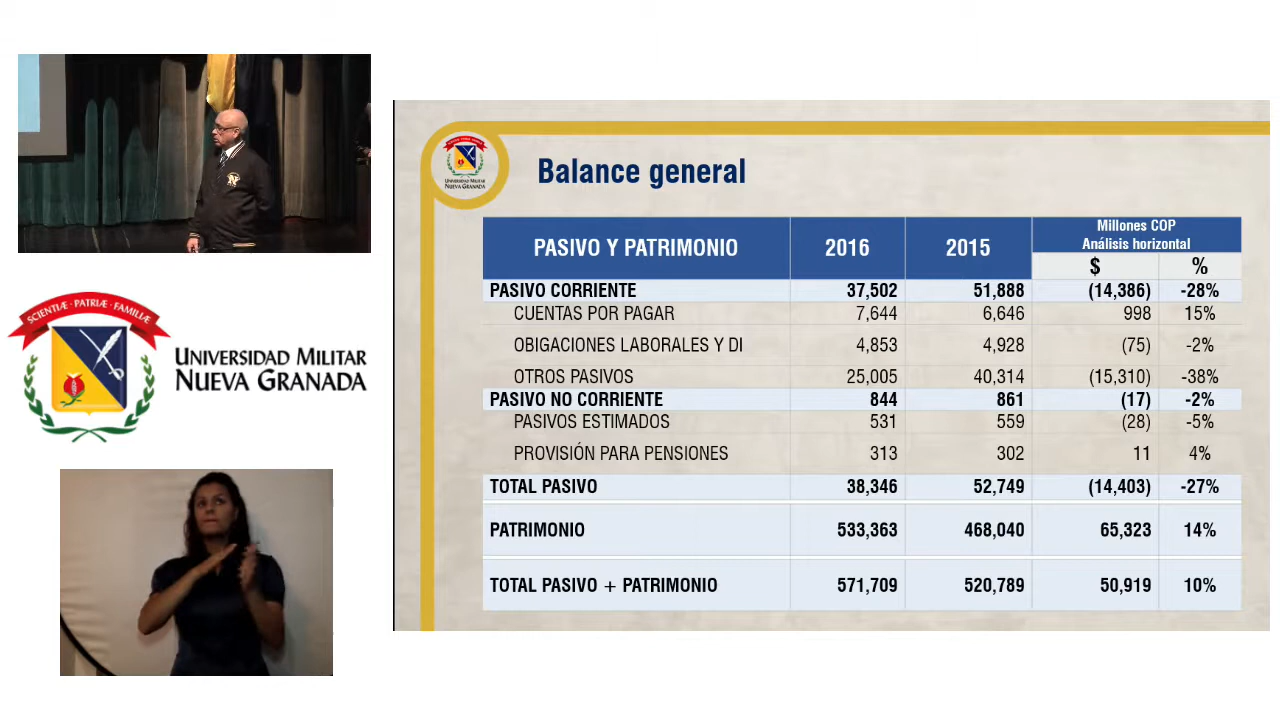 SCIENTIÆ · PATRIÆ · FAMILIÆ
UNIVERSIDAD MILITAR
NUEVA GRANADA
UNIVERSIDAD MILITAR
NUEVA GRANADA
Balance general
PASIVO Y PATRIMONIO 2016 2015 Millones COP
Análisis horizontal
$ %
PASIVO CORRIENTE 37,502 51,888 (14,386) -28%
CUENTAS POR PAGAR 7,644 6,646 998 15%
OBIGACIONES LABORALES Y DI 4,853 4,928 (75) -2%
OTROS PASIVOS 25,005 40,314 (15,310) -38%
PASIVO NO CORRIENTE 844 861 (17) -2%
PASIVOS ESTIMADOS 531 559 (28) -5%
PROVISIÓN PARA PENSIONES 313 302 11 4%
TOTAL PASIVO 38,346 52,749 (14,403) -27%
PATRIMONIO 533,363 468,040 65,323 14%
TOTAL PASIVO + PATRIMONIO 571,709 520,789 50,919 10%